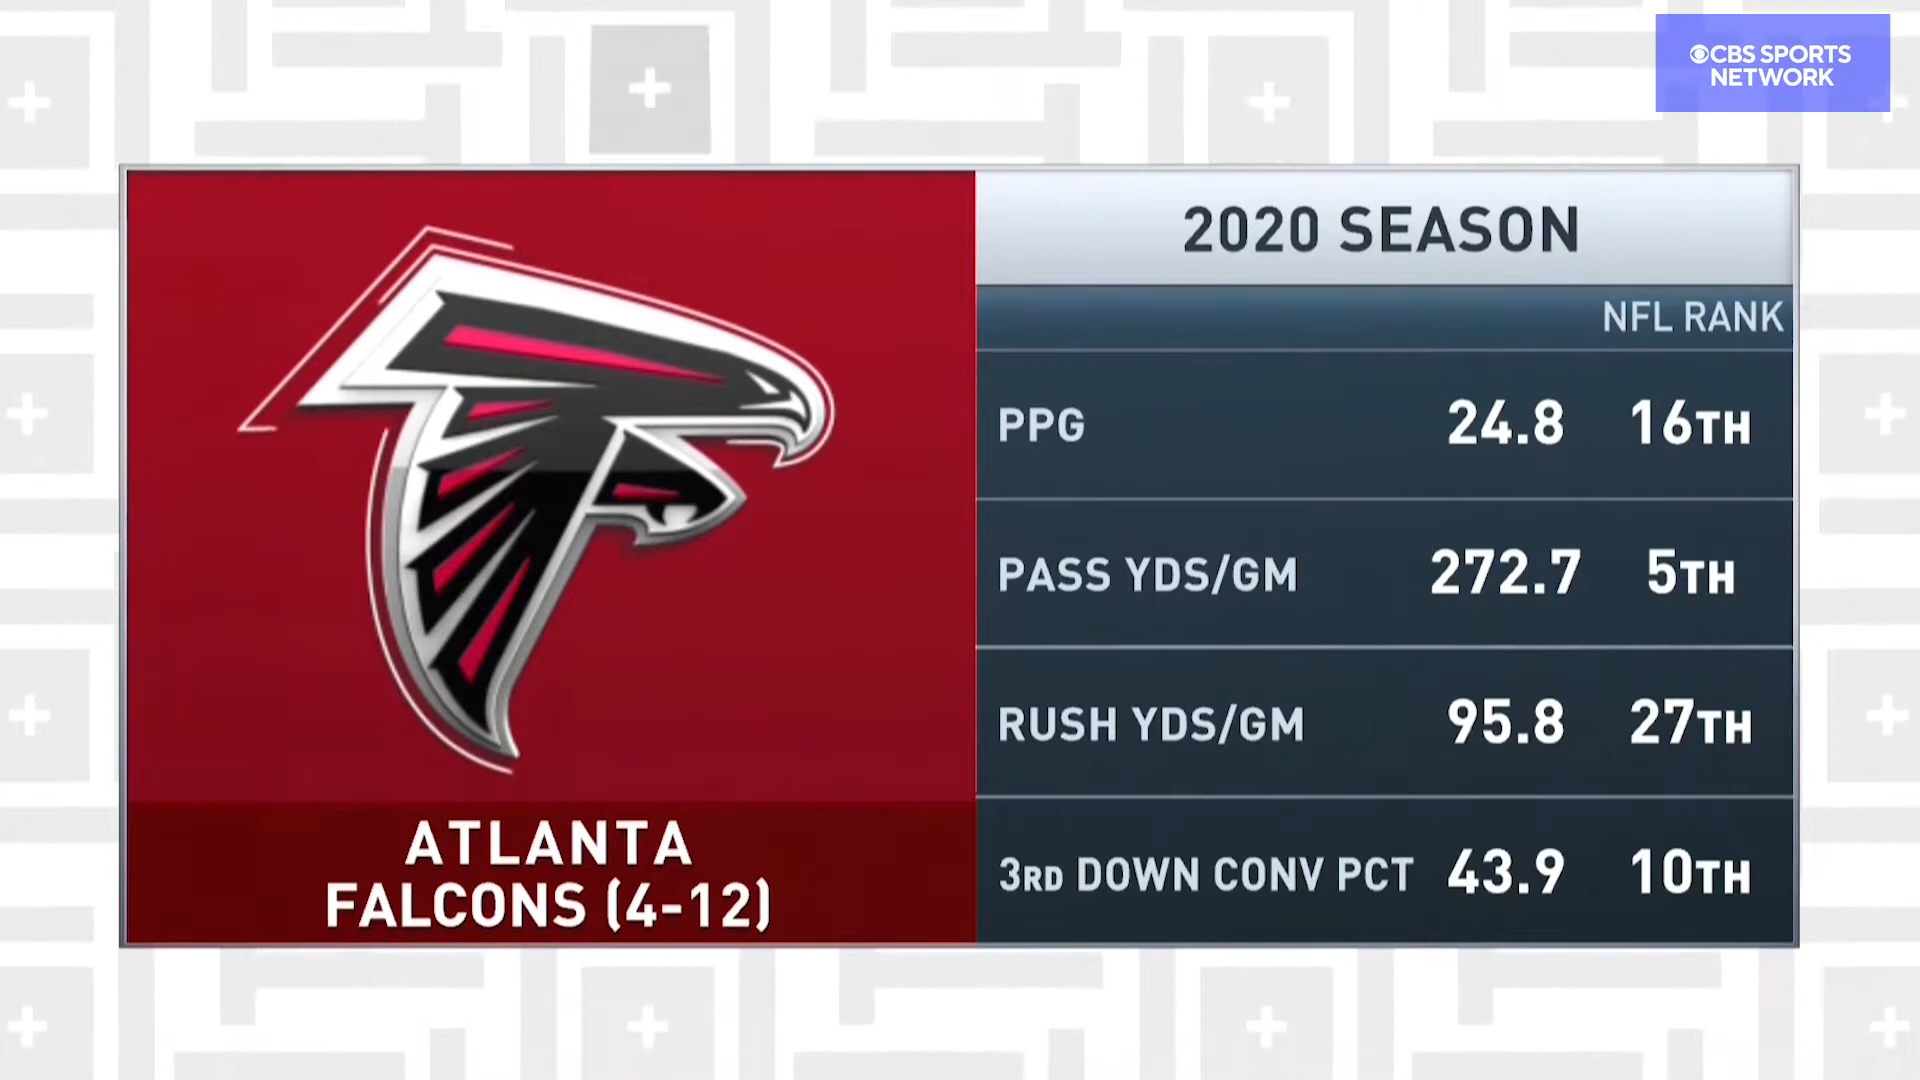 CBS SPORTS
NETWORK
2020 SEASON
NFL RANK
PPG 24.8 16TH
PASS YDS/GM 272.7 5TH
RUSH YDS/GM 95.8 27TH
3RD DOWN CONV PCT 43.9 10TH
ATLANTA
FALCONS (4-12)